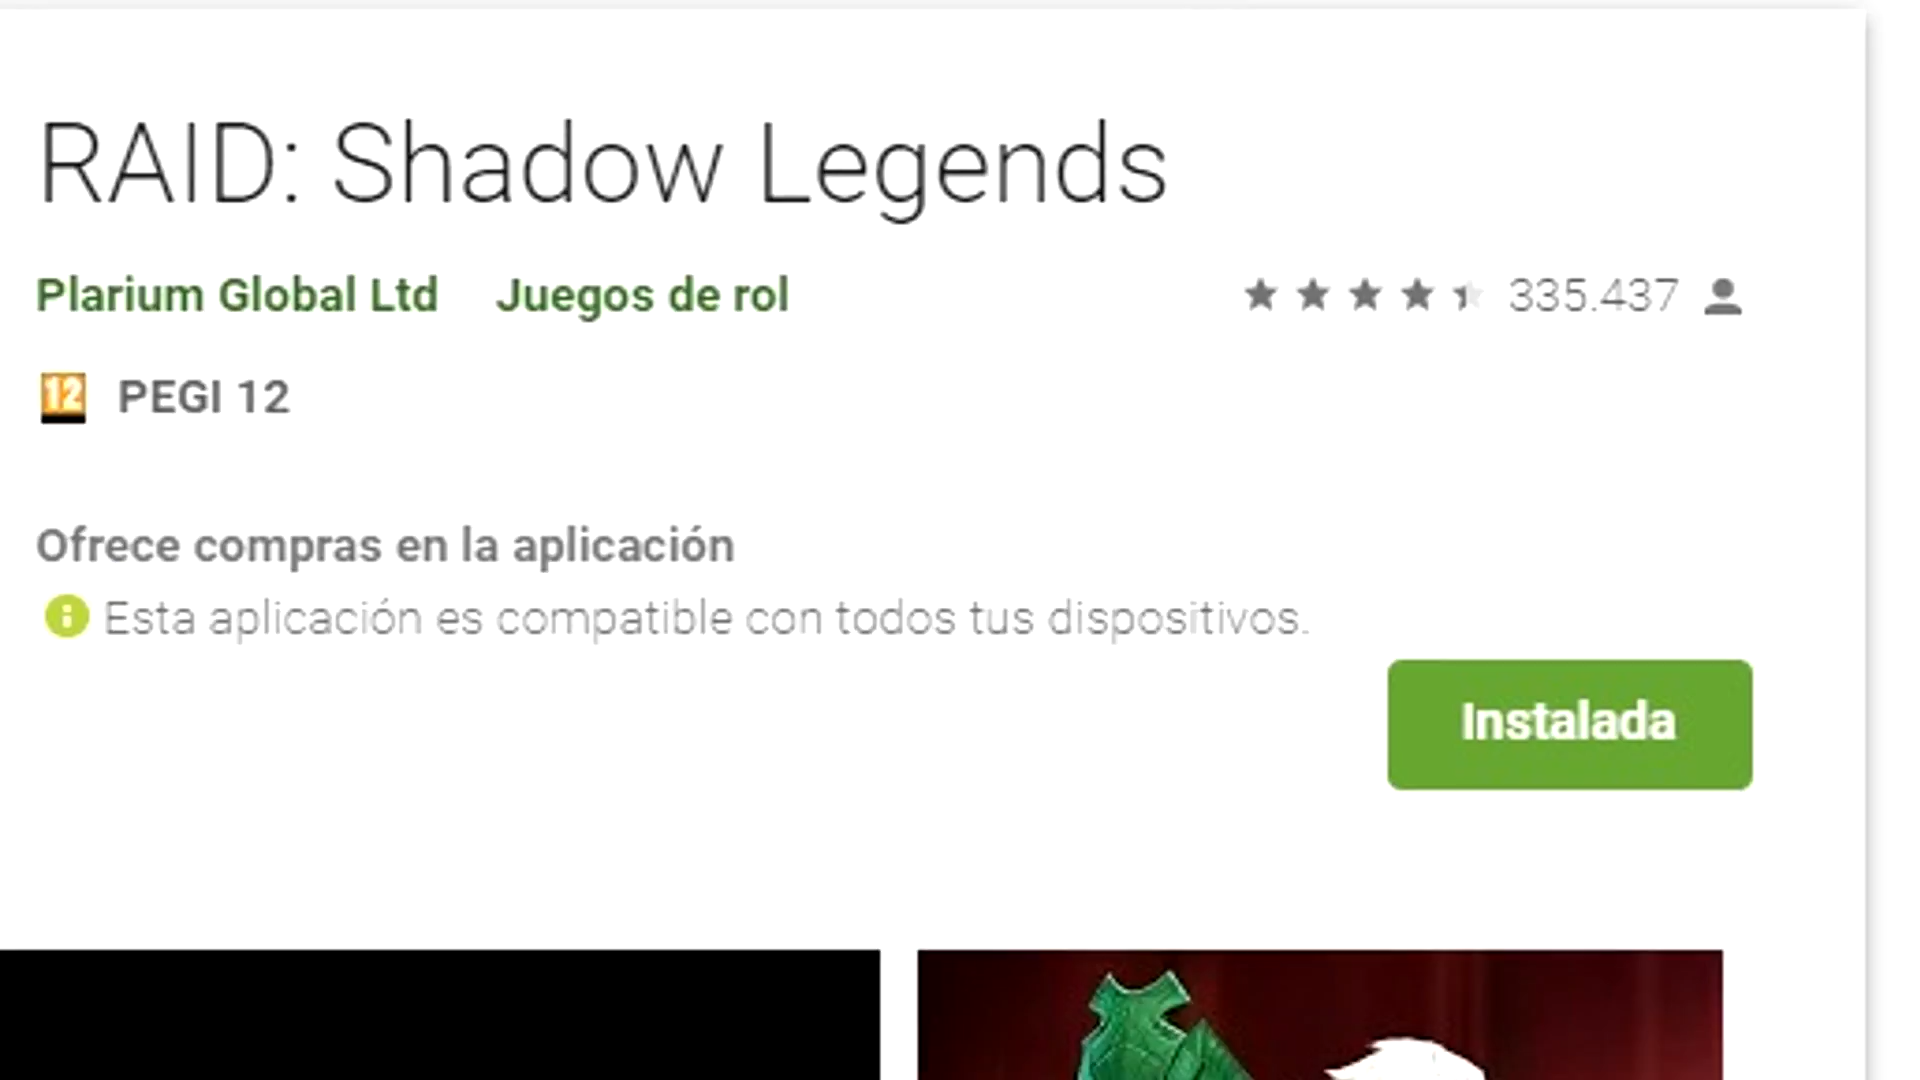 RAID: Shadow Legends
Plarium Global Ltd Juegos de rol 335.437
12 PEGI 12
Ofrece compras en la aplicación
Esta aplicación es compatible con todos tus dispositivos.
Instalada